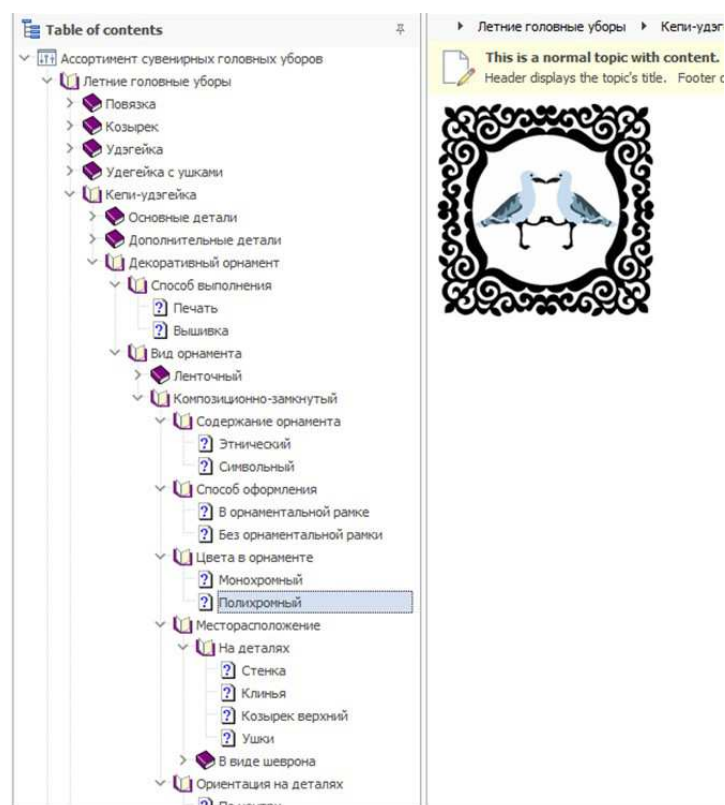 Table of contents
Ассортимент сувенирных головных уборов
Летние головные уборы
Повязка
Козырек
Удэгейка
Удегейка с ушками
Кепи-удэгейка
Основные детали
Дополнительные детали
Декоративный орнамент
Способ выполнения
Печать
Вышивка
Вид орнамента
Ленточный
Композиционно-замкнутый
Содержание орнамента
Этнический
Символьный
Способ оформления
В орнаментальной рамке
Без орнаментальной рамки
Цвета в орнаменте
Монохромный
Полихромный
Месторасположение
На деталях
Стенка
Клинья
Козырек верхний
Ушки
В виде шеврона
Ориентация на деталях
Летние головные уборы Кепи-удэг
This is a normal topic with content.
Header displays the topic's title. Footer